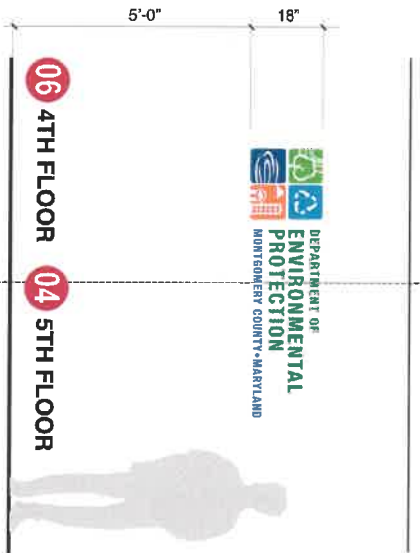 5'-0"
18"
DEPARTMENT OF
ENVIRONMENTAL
PROTECTION
MONTGOMERY COUNTY•MARYLAND
06 4TH FLOOR
04 5TH FLOOR